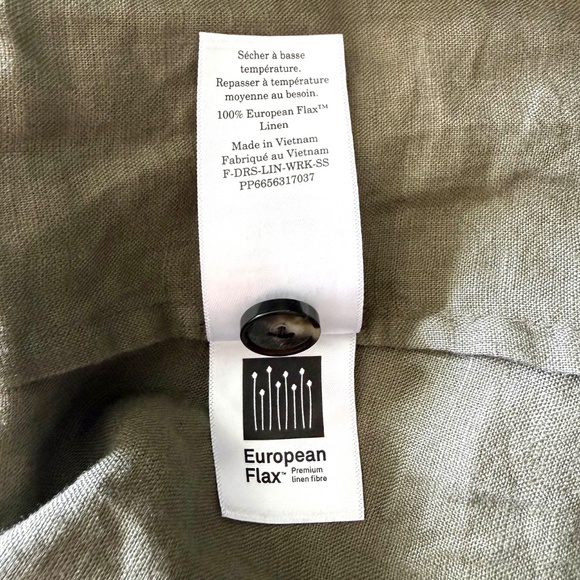 Sécher à basse
température.
Repasser à température
moyenne au besoin.
100% European Flax™
Linen
Made in Vietnam
Fabriqué au Vietnam
F-DRS-LIN-WRK-SS
PP6656317037
European
Flax™ Premium
linen fibre